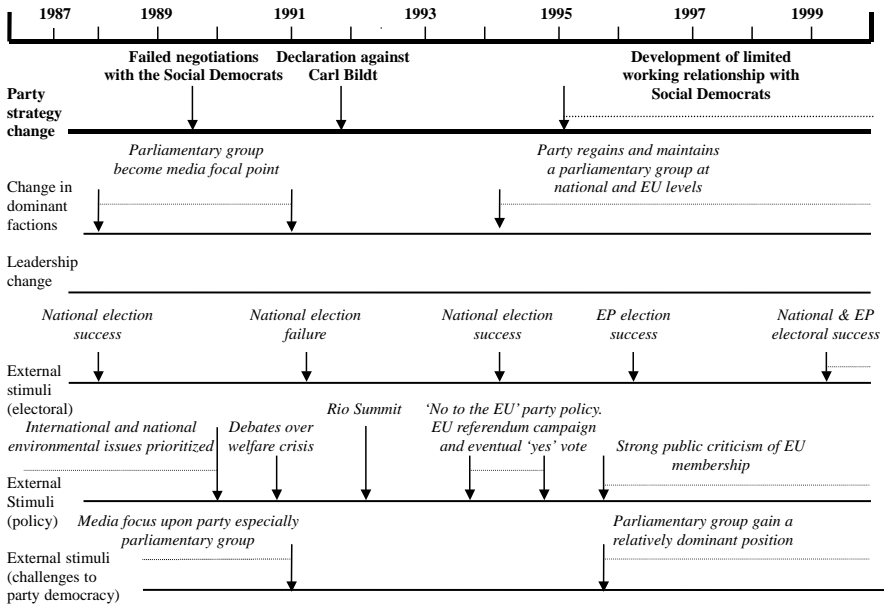 1987 1989 1991 1993 1995 1997 1999
Failed negotiations
with the Social Democrats
Declaration against
Carl Bildt
Development of limited
working relationship with
Social Democrats
Party
strategy
change
Parliamentary group
become media focal point
Party regains and maintains
a parliamentary group at
national and EU levels
Change in
dominant
factions
Leadership
change
National election
success
National election
failure
National election
success
EP election
success
National & EP
electoral success
External
stimuli
(electoral)
International and national
environmental issues prioritized
Debates over
welfare crisis
Rio Summit
‘No to the EU’ party policy.
EU referendum campaign
and eventual ‘yes’ vote
Strong public criticism of EU
membership
External
Stimuli
(policy)
Media focus upon party especially
parliamentary group
Parliamentary group gain a
relatively dominant position
External stimuli
(challenges to
party democracy)